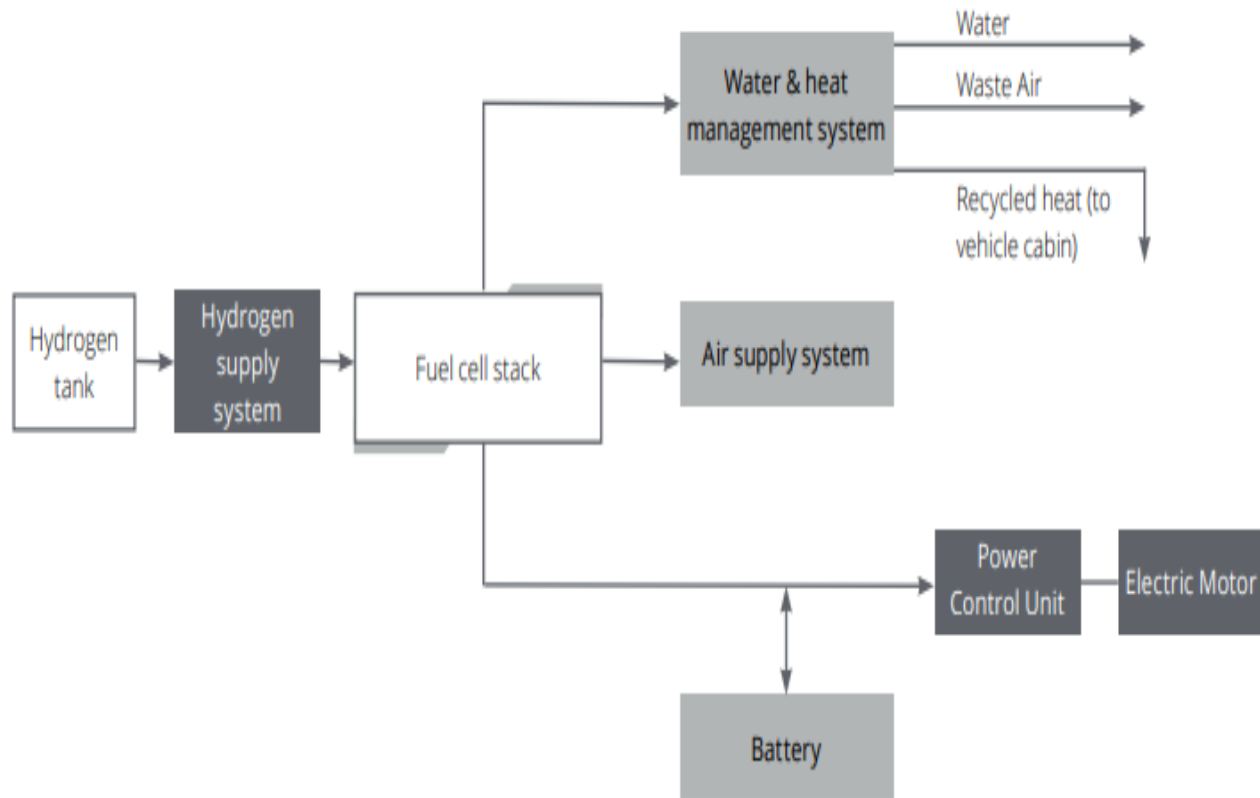 Water
Waste Air
Water & heat
management system
Recycled heat (to
vehicle cabin)
Hydrogen
tank
Hydrogen
supply
system
Fuel cell stack
Air supply system
Power
Control Unit
Electric Motor
Battery